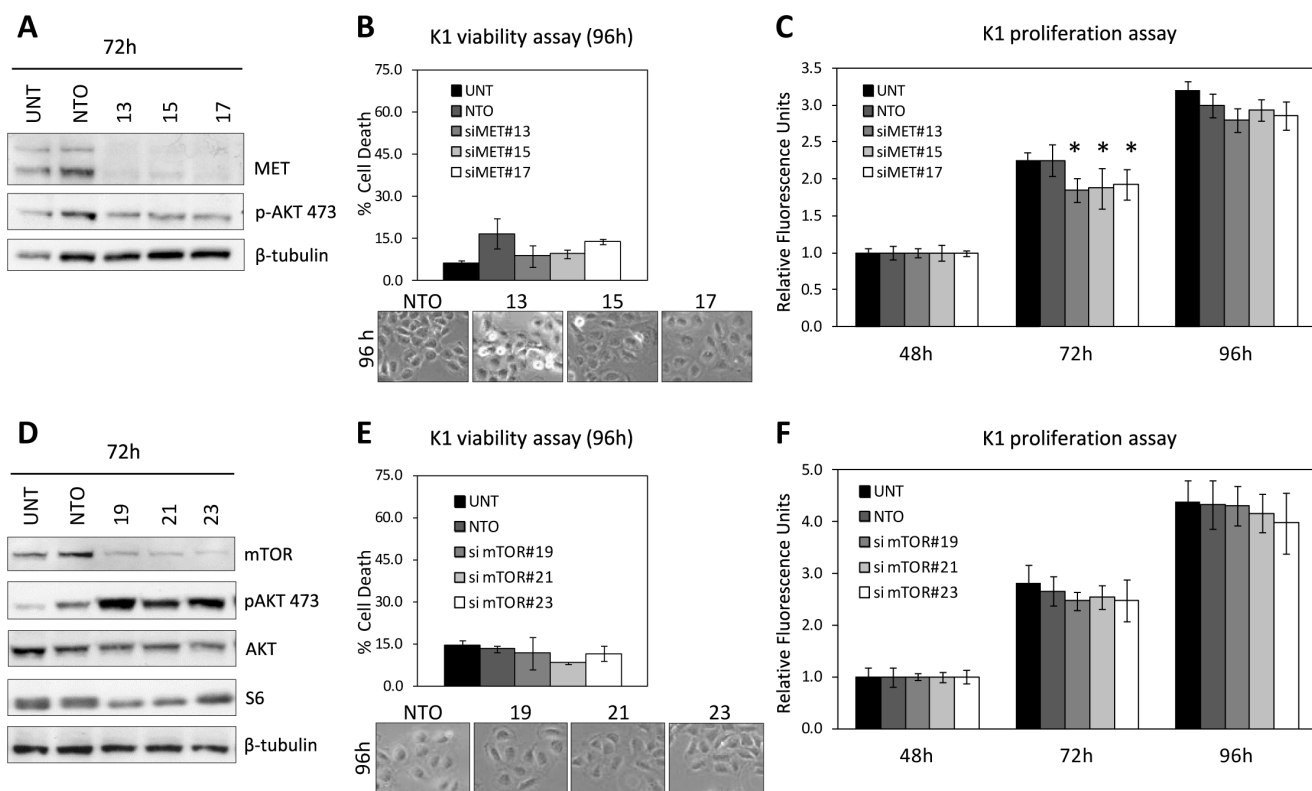 A
72h
UNT
NTO
13
15
17
MET
p-AKT 473
β-tubulin
B
K1 viability assay (96h)
% Cell Death
75.0
60.0
45.0
30.0
15.0
0.0
UNT
NTO
siMET#13
siMET#15
siMET#17
NTO
13
15
17
96 h
C
K1 proliferation assay
Relative Fluorescence Units
3.5
3.0
2.5
2.0
1.5
1.0
0.5
0.0
UNT
NTO
siMET#13
siMET#15
siMET#17
* * *
48h
72h
96h
D
72h
UNT
NTO
19
21
23
mTOR
pAKT 473
AKT
S6
β-tubulin
E
K1 viability assay (96h)
% Cell Death
75.0
60.0
45.0
30.0
15.0
0.0
UNT
NTO
si mTOR#19
si mTOR#21
si mTOR#23
NTO
19
21
23
96h
F
K1 proliferation assay
Relative Fluorescence Units
5.0
4.0
3.0
2.0
1.0
0.0
UNT
NTO
si mTOR#19
si mTOR#21
si mTOR#23
48h
72h
96h